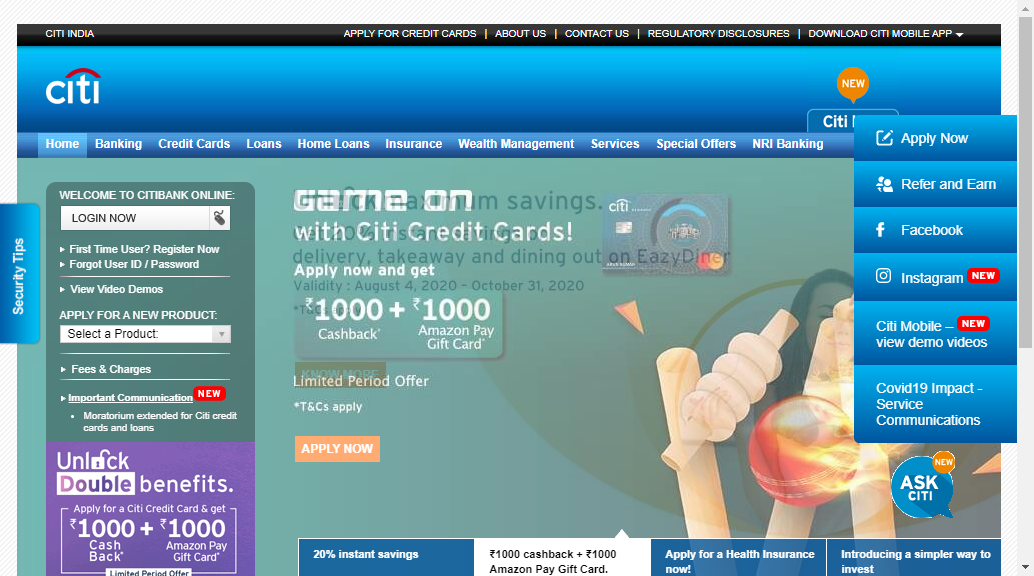 CITI INDIA
APPLY FOR CREDIT CARDS | ABOUT US | CONTACT US | REGULATORY DISCLOSURES | DOWNLOAD CITI MOBILE APP
citi
NEW
Citi
Home Banking Credit Cards Loans Home Loans Insurance Wealth Management Services Special Offers NRI Banking
Apply Now
Refer and Earn
Facebook
Instagram NEW
Citi Mobile – NEW
view demo videos
Covid19 Impact -
Service
Communications
Security Tips
WELCOME TO CITIBANK ONLINE:
LOGIN NOW
First Time User? Register Now
Forgot User ID / Password
View Video Demos
APPLY FOR A NEW PRODUCT:
Select a Product:
Fees & Charges
Important Communication NEW
• Moratorium extended for Citi credit
cards and loans
Unlock
Double benefits.
Apply for a Citi Credit Card & get
₹1000 + ₹1000
Cash Amazon Pay
Back* Gift Card*
Limited Period Offer
game on
maximum savings.
with Citi Credit Cards!
delivery, takeaway and dining out on EazyDiner
Apply now and get
Validity : August 4, 2020 – October 31, 2020
₹1000 + ₹1000
Cashback* Amazon Pay
Gift Card*
KNOW MORE
Limited Period Offer
*T&Cs apply
APPLY NOW
citi
NEW
ASK
CITI
20% instant savings
₹1000 cashback + ₹1000
Amazon Pay Gift Card.
Apply for a Health Insurance
now!
Introducing a simpler way to
invest